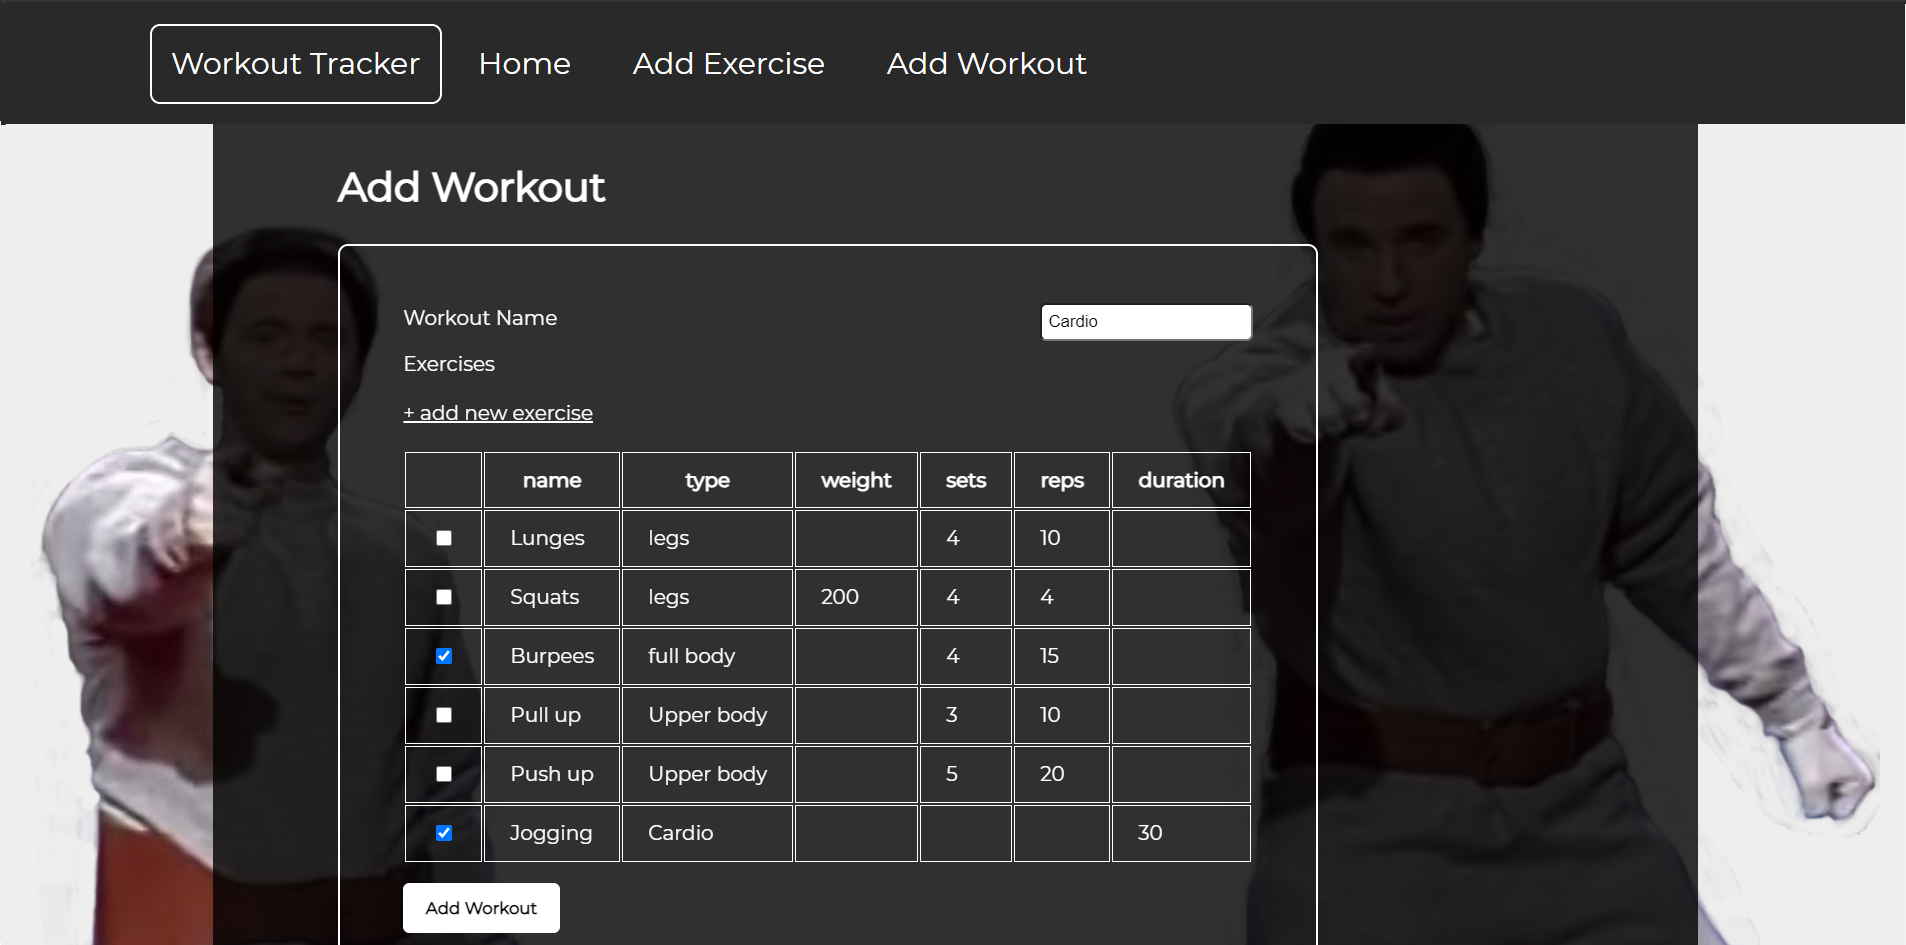 Workout Tracker Home Add Exercise Add Workout
Add Workout
Workout Name Cardio
Exercises
+ add new exercise
name type weight sets reps duration
Lunges legs 4 10
Squats legs 200 4 4
Burpees full body 4 15
Pull up Upper body 3 10
Push up Upper body 5 20
Jogging Cardio 30
Add Workout